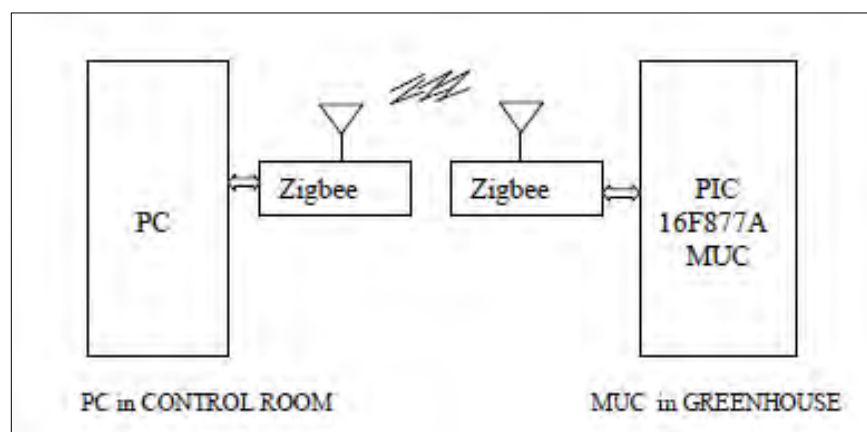 PC
Zigbee
Zigbee
PIC
16F877A
MUC
PC in CONTROL ROOM
MUC in GREENHOUSE